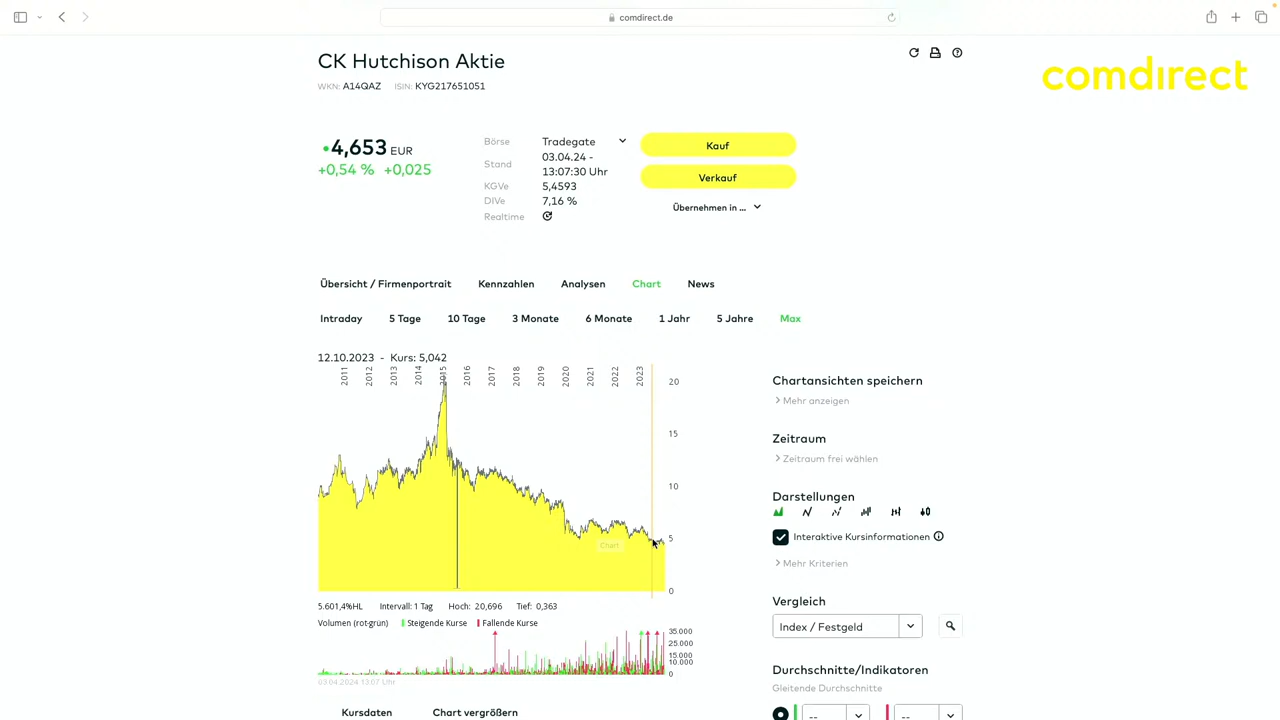 comdirect.de
CK Hutchison Aktie
WKN: A14QAZ ISIN: KYG217651051
comdirect
4,653 EUR
+0,54 % +0,025
Börse Tradegate
Stand 03.04.24 -
13:07:30 Uhr
KGVe 5,4593
DIVe 7,16 %
Realtime
Kauf
Verkauf
Übernehmen in ...
Übersicht / Firmenportrait Kennzahlen Analysen Chart News
Intraday 5 Tage 10 Tage 3 Monate 6 Monate 1 Jahr 5 Jahre Max
12.10.2023 - Kurs: 5,042
2011 2012 2013 2014 2015 2016 2017 2018 2019 2020 2021 2022 2023
20
15
10
5
0
Chart
5.601,4%HL Intervall: 1 Tag Hoch: 20,696 Tief: 0,363
Volumen (rot-grün) Steigende Kurse Fallende Kurse
35.000
25.000
15.000
10.000
0
03.04.2024 13:07 Uhr
Kursdaten Chart vergrößern
Chartansichten speichern
Mehr anzeigen
Zeitraum
Zeitraum frei wählen
Darstellungen
Interaktive Kursinformationen
Mehr Kriterien
Vergleich
Index / Festgeld
Durchschnitte/Indikatoren
Gleitende Durchschnitte
-- --